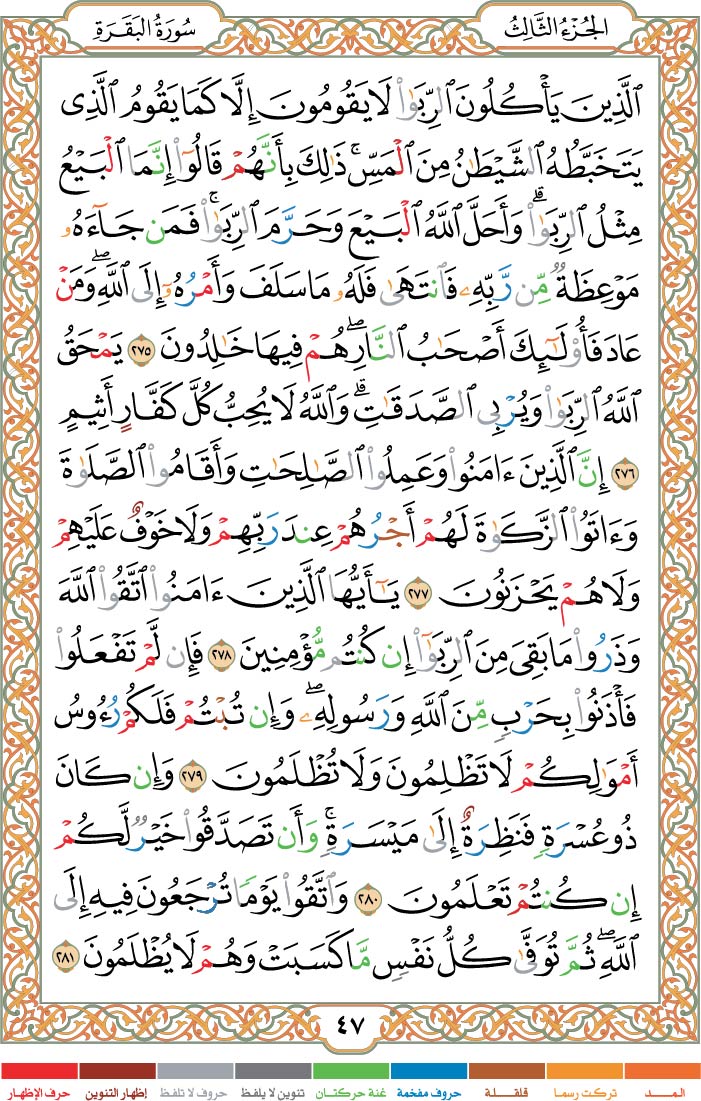 الجُزْءُ الثَّالِثُ
سُورَةُ البَقَرَةِ
ٱلَّذِينَ يَأْكُلُونَ ٱلرِّبَوٰا۟ لَا يَقُومُونَ إِلَّا كَمَا يَقُومُ ٱلَّذِى
يَتَخَبَّطُهُ ٱلشَّيْطَٰنُ مِنَ ٱلْمَسِّ ۚ ذَٰلِكَ بِأَنَّهُمْ قَالُوٓا۟ إِنَّمَا ٱلْبَيْعُ
مِثْلُ ٱلرِّبَوٰا۟ ۗ وَأَحَلَّ ٱللَّهُ ٱلْبَيْعَ وَحَرَّمَ ٱلرِّبَوٰا۟ ۚ فَمَن جَآءَهُۥ
مَوْعِظَةٌ مِّن رَّبِّهِۦ فَٱنتَهَىٰ فَلَهُۥ مَا سَلَفَ وَأَمْرُهُۥٓ إِلَى ٱللَّهِ ۖ وَمَنْ
عَادَ فَأُو۟لَٰٓئِكَ أَصْحَٰبُ ٱلنَّارِ ۖ هُمْ فِيهَا خَٰلِدُونَ ٢٧٥ يَمْحَقُ
ٱللَّهُ ٱلرِّبَوٰا۟ وَيُرْبِى ٱلصَّدَقَٰتِ ۗ وَٱللَّهُ لَا يُحِبُّ كُلَّ كَفَّارٍ أَثِيمٍ
٢٧٦ إِنَّ ٱلَّذِينَ ءَامَنُوا۟ وَعَمِلُوا۟ ٱلصَّٰلِحَٰتِ وَأَقَامُوا۟ ٱلصَّلَوٰةَ
وَءَاتَوُا۟ ٱلزَّكَوٰةَ لَهُمْ أَجْرُهُمْ عِندَ رَبِّهِمْ وَلَا خَوْفٌ عَلَيْهِمْ
وَلَا هُمْ يَحْزَنُونَ ٢٧٧ يَٰٓأَيُّهَا ٱلَّذِينَ ءَامَنُوا۟ ٱتَّقُوا۟ ٱللَّهَ
وَذَرُوا۟ مَا بَقِىَ مِنَ ٱلرِّبَوٰٓا۟ إِن كُنتُم مُّؤْمِنِينَ ٢٧٨ فَإِن لَّمْ تَفْعَلُوا۟
فَأْذَنُوا۟ بِحَرْبٍ مِّنَ ٱللَّهِ وَرَسُولِهِۦ ۖ وَإِن تُبْتُمْ فَلَكُمْ رُءُوسُ
أَمْوَٰلِكُمْ لَا تَظْلِمُونَ وَلَا تُظْلَمُونَ ٢٧٩ وَإِن كَانَ
ذُو عُسْرَةٍ فَنَظِرَةٌ إِلَىٰ مَيْسَرَةٍ ۚ وَأَن تَصَدَّقُوا۟ خَيْرٌ لَّكُمْ
إِن كُنتُمْ تَعْلَمُونَ ٢٨٠ وَٱتَّقُوا۟ يَوْمًا تُرْجَعُونَ فِيهِ إِلَى
ٱللَّهِ ۖ ثُمَّ تُوَفَّىٰ كُلُّ نَفْسٍ مَّا كَسَبَتْ وَهُمْ لَا يُظْلَمُونَ ٢٨١
٤٧
المـــد
تركت رسما
قلقـــلة
حروف مفخمة
غنة حركتان
تنوين لا يلفظ
حروف لا تلفظ
إظهار التنوين
حرف الإظهار